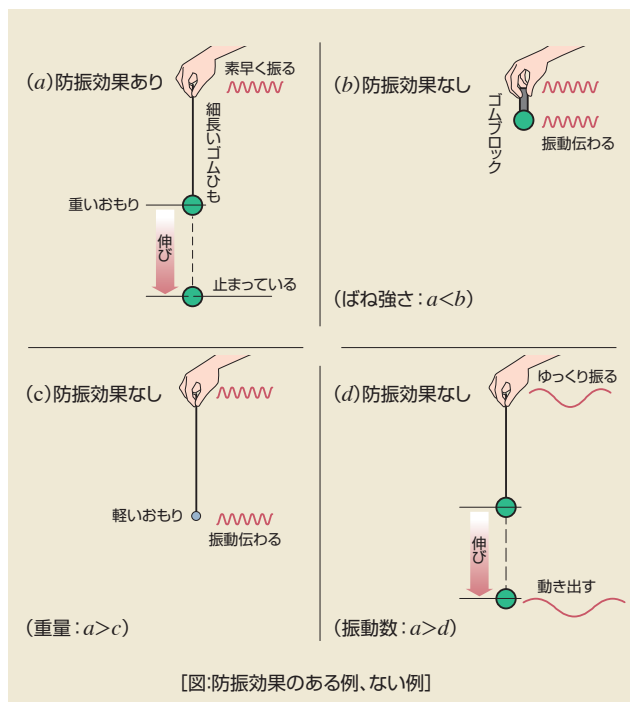 (a)防振効果あり
素早く振る
細長いゴムひも
重いおもり
伸び
止まっている
(b)防振効果なし
ゴムブロック
振動伝わる
(ばね強さ:a<b)
(c)防振効果なし
軽いおもり
振動伝わる
(重量:a>c)
(d)防振効果なし
ゆっくり振る
伸び
動き出す
(振動数:a>d)
[図:防振効果のある例、ない例]